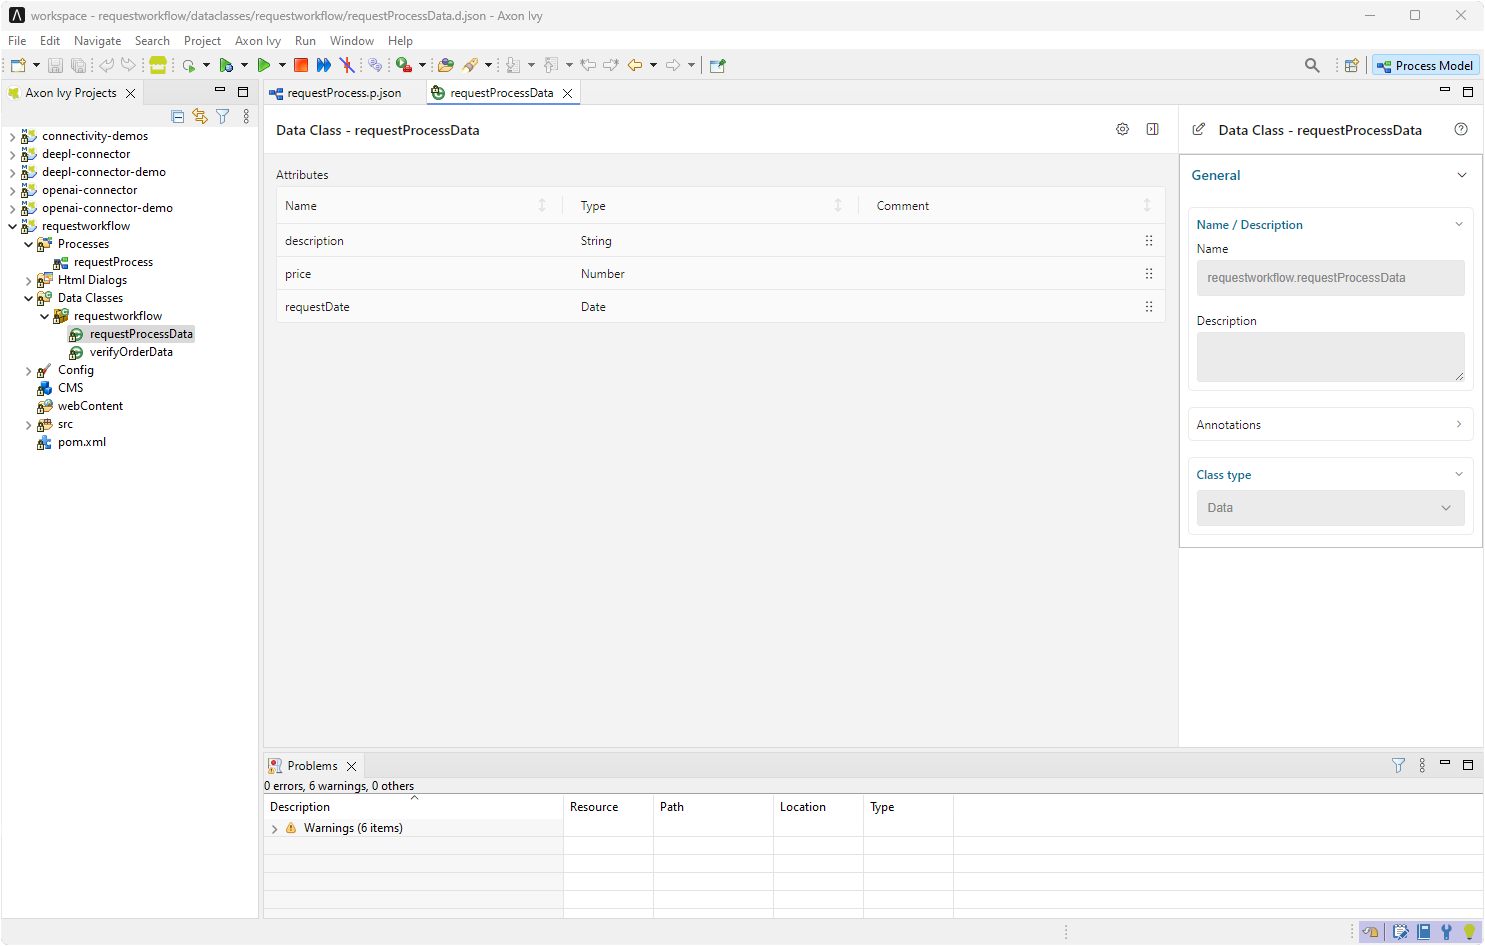 workspace - requestworkflow/dataclasses/requestworkflow/requestProcessData.d.json - Axon Ivy
File Edit Navigate Search Project Axon Ivy Run Window Help
Process Model
Axon Ivy Projects
connectivity-demos
deepl-connector
deepl-connector-demo
openai-connector
openai-connector-demo
requestworkflow
Processes
requestProcess
Html Dialogs
Data Classes
requestworkflow
requestProcessData
verifyOrderData
Config
CMS
webContent
src
pom.xml
requestProcess.p.json requestProcessData
Data Class - requestProcessData
Attributes
Name Type Comment
description String
price Number
requestDate Date
Data Class - requestProcessData
General
Name / Description
Name
requestworkflow.requestProcessData
Description
Annotations
Class type
Data
Problems
0 errors, 6 warnings, 0 others
Description Resource Path Location Type
Warnings (6 items)